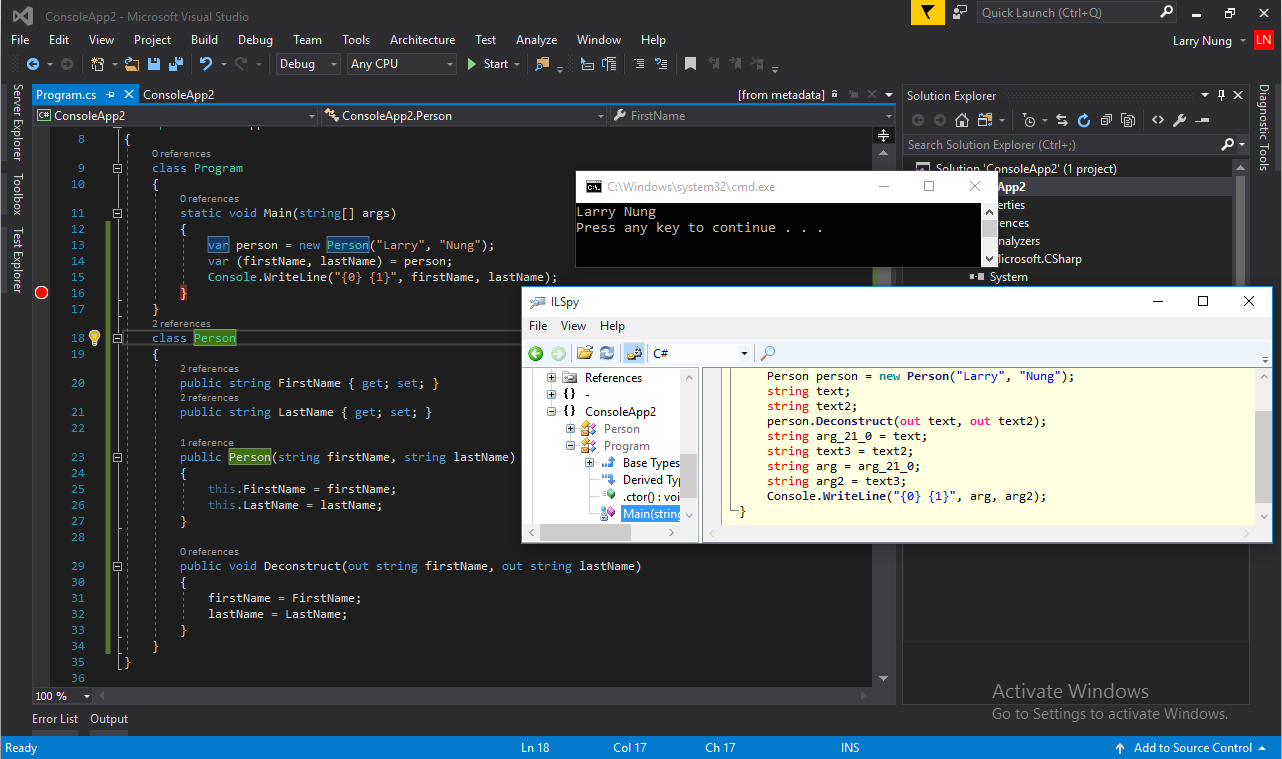 ConsoleApp2 - Microsoft Visual Studio
Quick Launch (Ctrl+Q)
File Edit View Project Build Debug Team Tools Architecture Test Analyze Window Help
Larry Nung LN
Debug Any CPU Start
Server Explorer
Toolbox
Test Explorer
Program.cs ConsoleApp2 [from metadata]
C# ConsoleApp2 ConsoleApp2.Person FirstName
8 {
0 references
9 class Program
10 {
0 references
11 static void Main(string[] args)
12 {
13 var person = new Person("Larry", "Nung");
14 var (firstName, lastName) = person;
15 Console.WriteLine("{0} {1}", firstName, lastName);
16 }
17 }
2 references
18 class Person
19 {
2 references
20 public string FirstName { get; set; }
2 references
21 public string LastName { get; set; }
22
1 reference
23 public Person(string firstName, string lastName)
24 {
25 this.FirstName = firstName;
26 this.LastName = lastName;
27 }
28
0 references
29 public void Deconstruct(out string firstName, out string lastName)
30 {
31 firstName = FirstName;
32 lastName = LastName;
33 }
34 }
35 }
36
100 %
C:\Windows\system32\cmd.exe
Larry Nung
Press any key to continue . . .
Solution Explorer
Search Solution Explorer (Ctrl+;)
Solution 'ConsoleApp2' (1 project)
App2
erties
rences
nalyzers
icrosoft.CSharp
System
Diagnostic Tools
ILSpy
File View Help
C#
References
{} -
{} ConsoleApp2
Person
Program
Base Types
Derived Ty
.ctor() : voi
Main(string
Person person = new Person("Larry", "Nung");
string text;
string text2;
person.Deconstruct(out text, out text2);
string arg_21_0 = text;
string text3 = text2;
string arg = arg_21_0;
string arg2 = text3;
Console.WriteLine("{0} {1}", arg, arg2);
}
Activate Windows
Go to Settings to activate Windows.
Error List Output
Ready Ln 18 Col 17 Ch 17 INS Add to Source Control